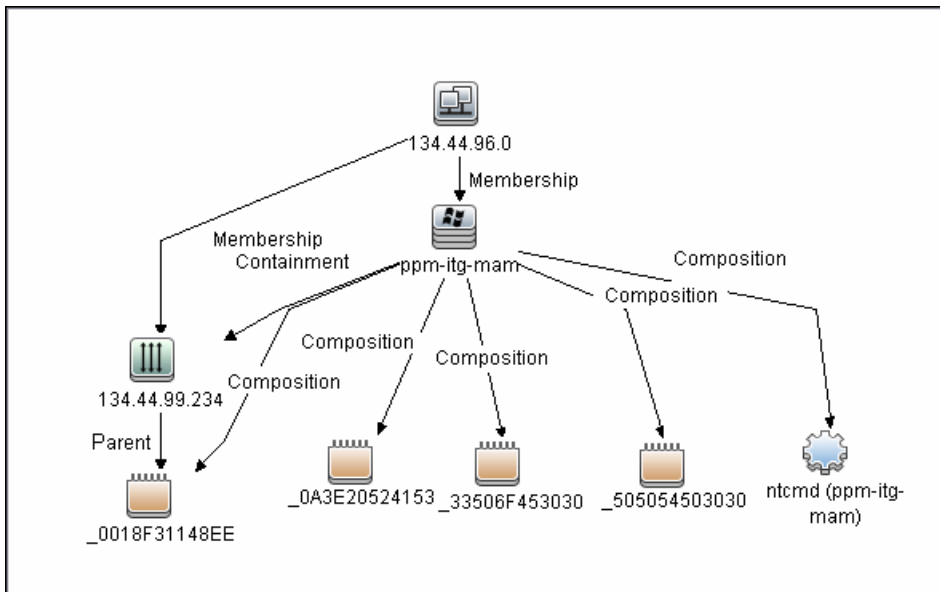 134.44.96.0
Membership
ppm-itg-mam
Membership
Containment
Composition
Composition
Composition
Composition
Composition
134.44.99.234
Parent
_0018F31148EE
_0A3E20524153
_33506F453030
_505054503030
ntcmd (ppm-itg-
mam)